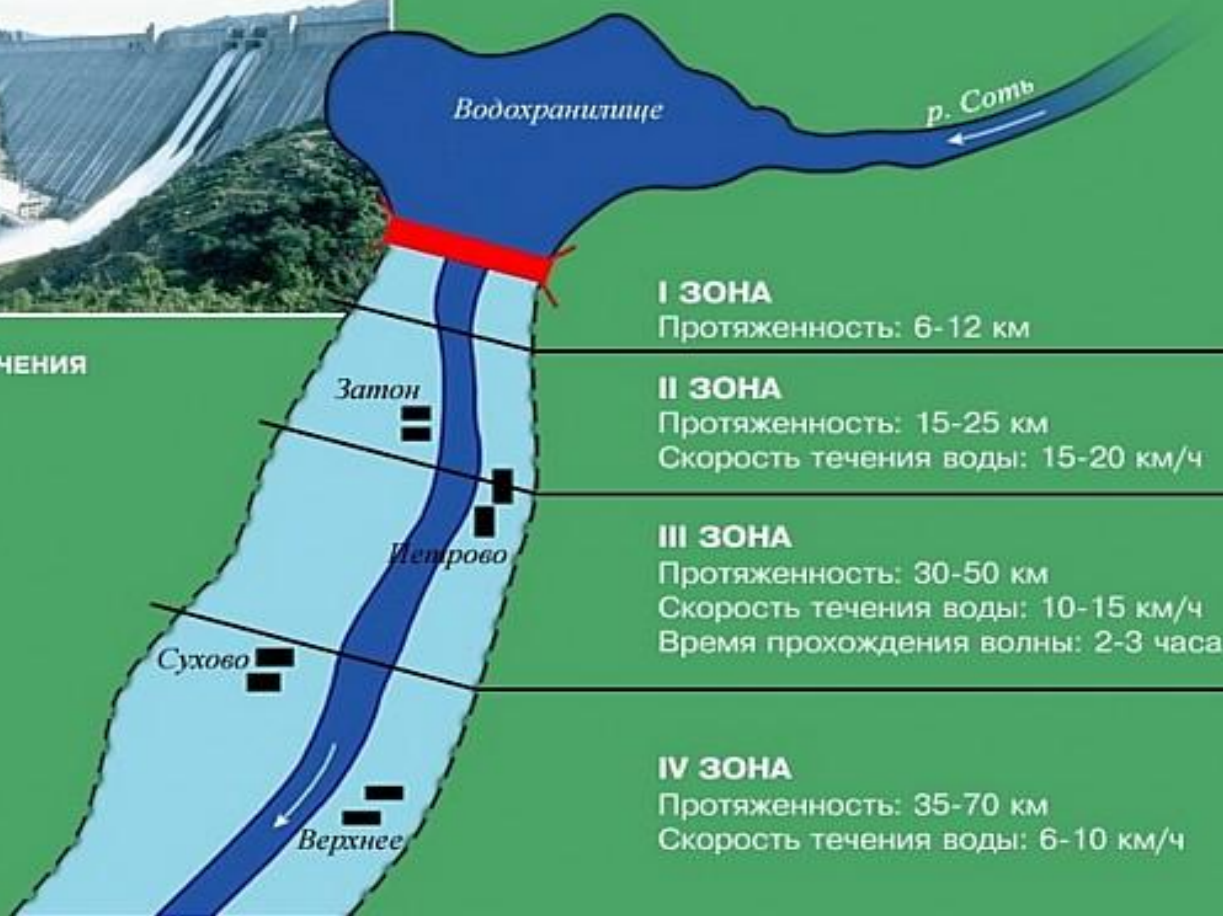 Водохранилище
р. Соть
I ЗОНА
Протяженность: 6-12 км
ЧЕНИЯ
II ЗОНА
Протяженность: 15-25 км
Скорость течения воды: 15-20 км/ч
Затон
III ЗОНА
Протяженность: 30-50 км
Скорость течения воды: 10-15 км/ч
Время прохождения волны: 2-3 часа
Петрово
Сухово
IV ЗОНА
Протяженность: 35-70 км
Скорость течения воды: 6-10 км/ч
Верхнее